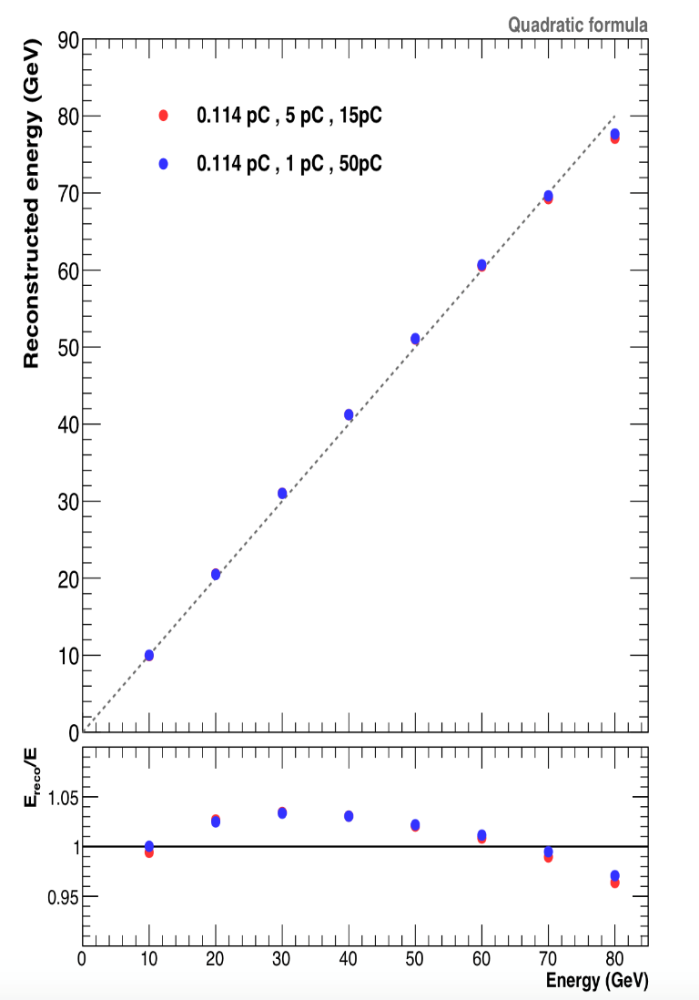 Quadratic formula
Reconstructed energy (GeV)
90
80
70
60
50
40
30
20
10
0
0.114 pC , 5 pC , 15pC
0.114 pC , 1 pC , 50pC
E_reco/E
1.05
1
0.95
0 10 20 30 40 50 60 70 80
Energy (GeV)